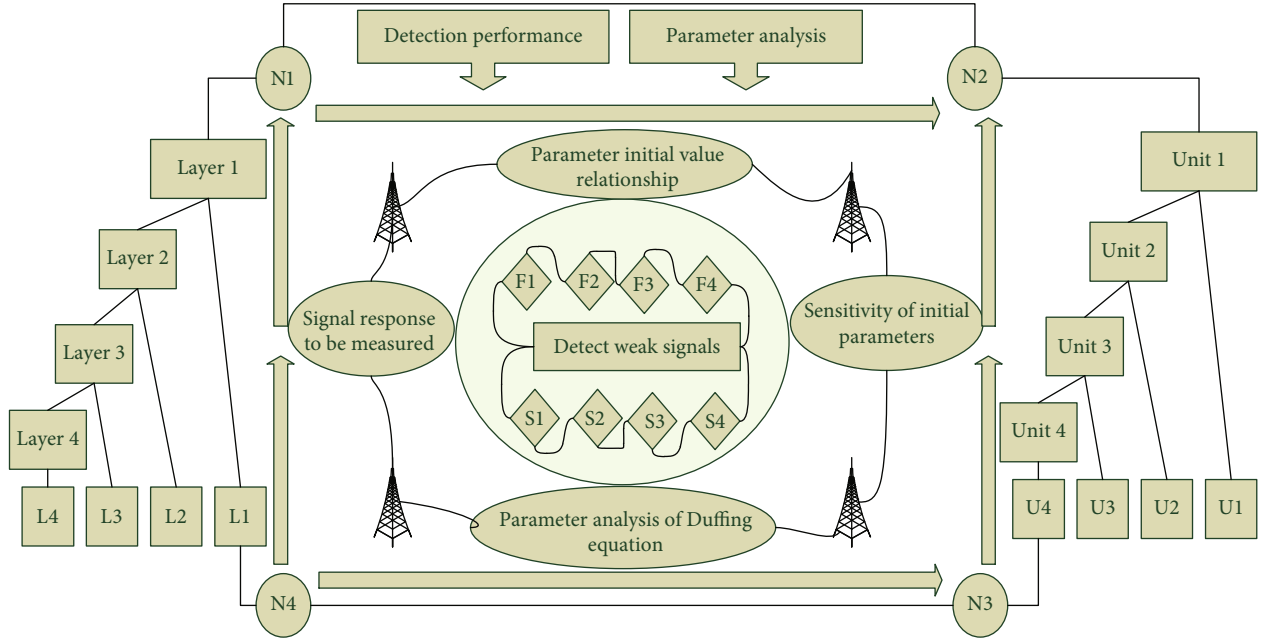 Detection performance
Parameter analysis
N1
N2
Layer 1
Unit 1
Parameter initial value
relationship
Layer 2
Unit 2
F1
F2
F3
F4
Signal response
to be measured
Sensitivity of initial
parameters
Detect weak signals
Layer 3
Unit 3
Layer 4
Unit 4
S1
S2
S3
S4
L4
L3
L2
L1
U4
U3
U2
U1
Parameter analysis of Duffing
equation
N4
N3